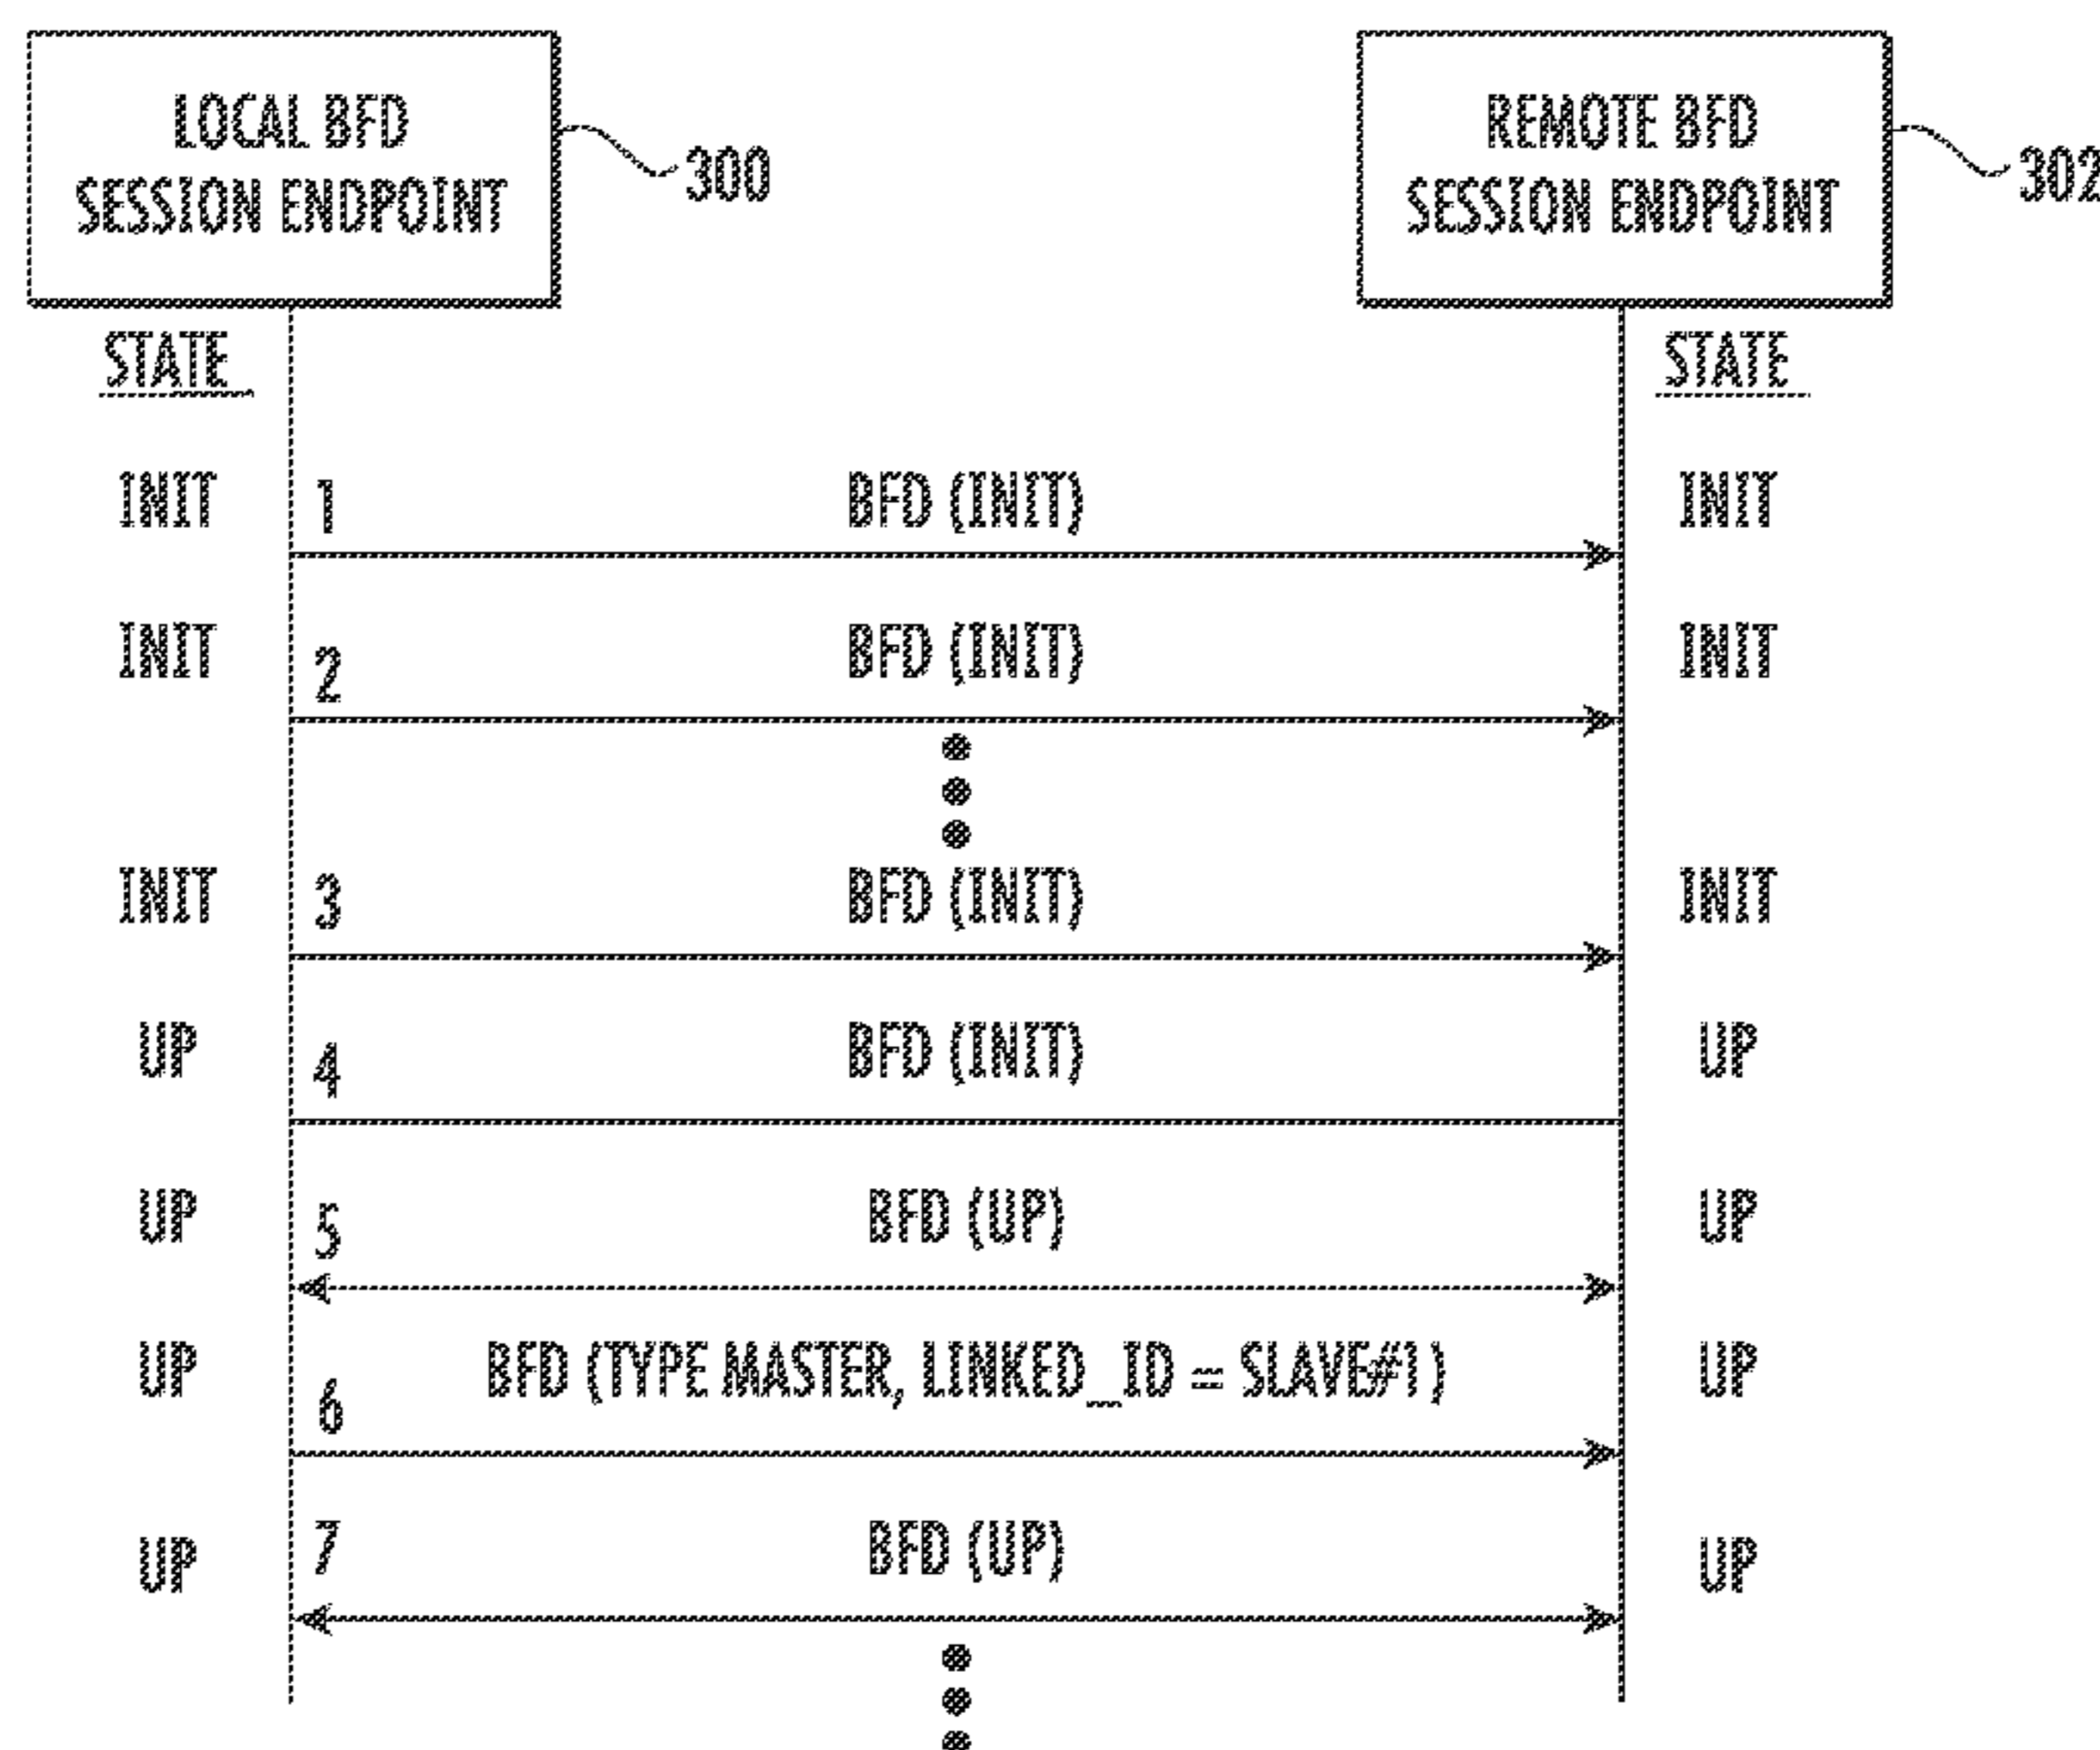 LOCAL BFD
SESSION ENDPOINT
300
REMOTE BFD
SESSION ENDPOINT
302
STATE
STATE
INIT 1 BFD (INIT) INIT
INIT 2 BFD (INIT) INIT
INIT 3 BFD (INIT) INIT
UP 4 BFD (INIT) UP
UP 5 BFD (UP) UP
UP 6 BFD (TYPE MASTER, LINKED_ID = SLAVE#1) UP
UP 7 BFD (UP) UP